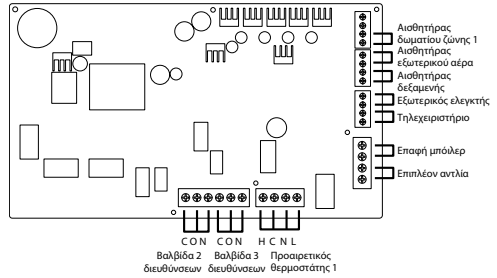 Αισθητήρας
δωματίου ζώνης 1
Αισθητήρας
εξωτερικού αέρα
Αισθητήρας
δεξαμενής
Εξωτερικός ελεγκτής
Τηλεχειριστήριο
Επαφή μπόιλερ
Επιπλέον αντλία
C O N C O N H C N L
Βαλβίδα 2 Βαλβίδα 3 Προαιρετικός
διευθύνσεων διευθύνσεων θερμοστάτης 1